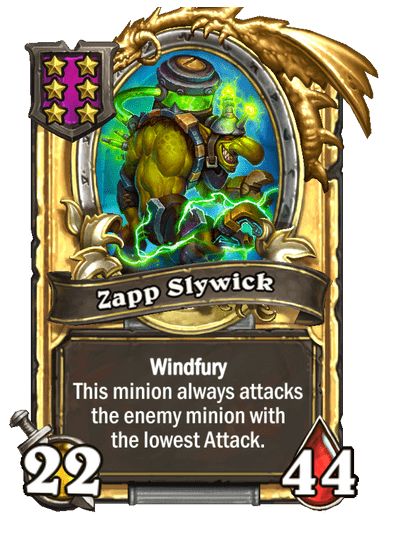 Zapp Slywick
Windfury
This minion always attacks
the enemy minion with
the lowest Attack.
22
44